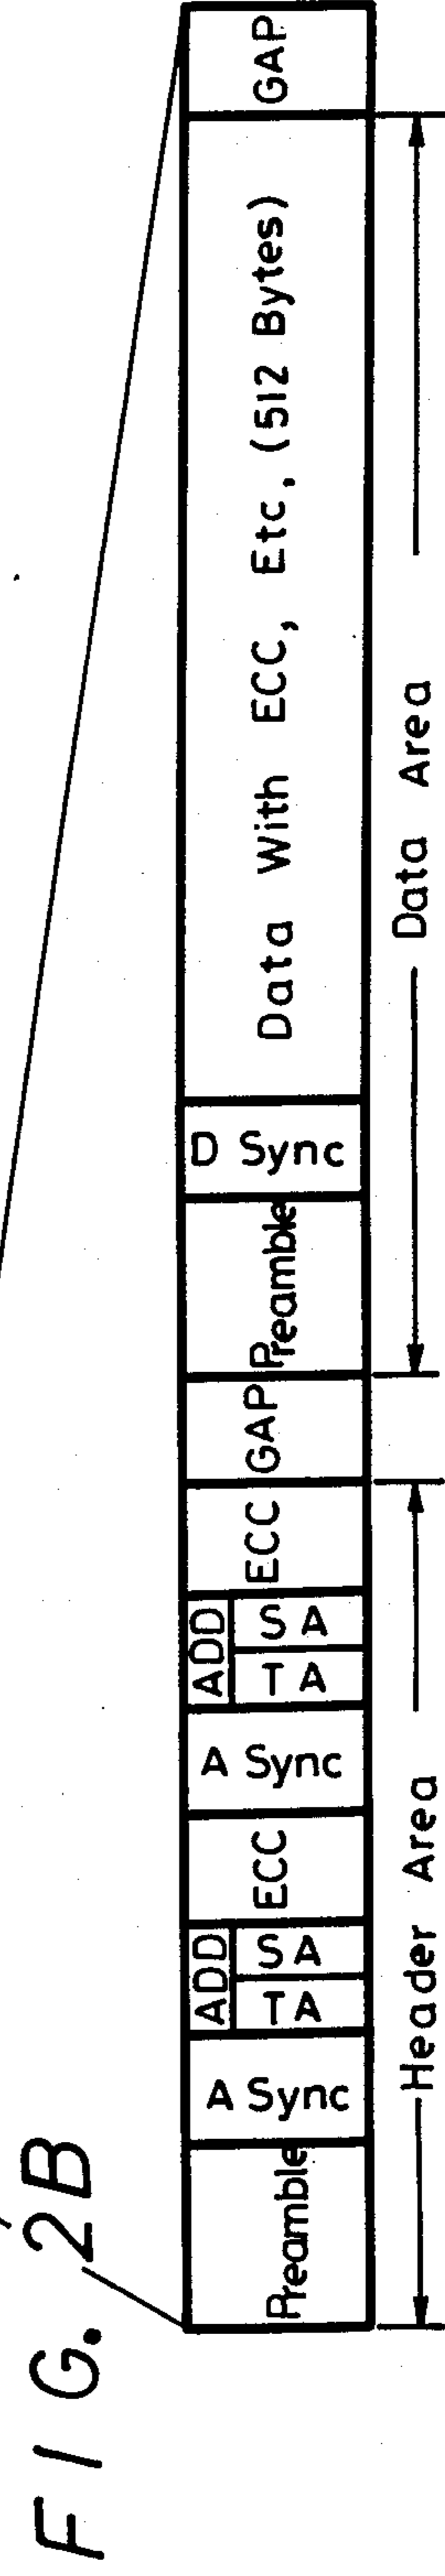 FIG. 2B
Preamble
A Sync
ADD
TA
SA
ECC
A Sync
ADD
TA
SA
ECC
GAP
Preamble
D Sync
Data With ECC, Etc, (512 Bytes)
GAP
Header Area
Data Area